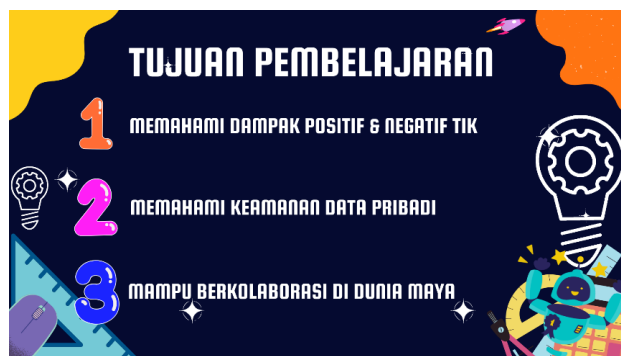 TUJUAN PEMBELAJARAN
1 MEMAHAMI DAMPAK POSITIF & NEGATIF TIK
2 MEMAHAMI KEAMANAN DATA PRIBADI
3 MAMPU BERKOLABORASI DI DUNIA MAYA